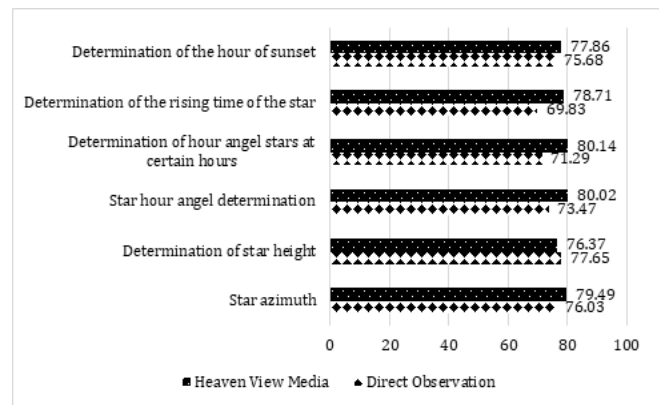 Determination of the hour of sunset
77.86
75.68
Determination of the rising time of the star
78.71
69.83
Determination of hour angel stars at
certain hours
80.14
71.29
Star hour angel determination
80.02
73.47
Determination of star height
76.37
77.65
Star azimuth
79.49
76.03
0 20 40 60 80 100
Heaven View Media Direct Observation